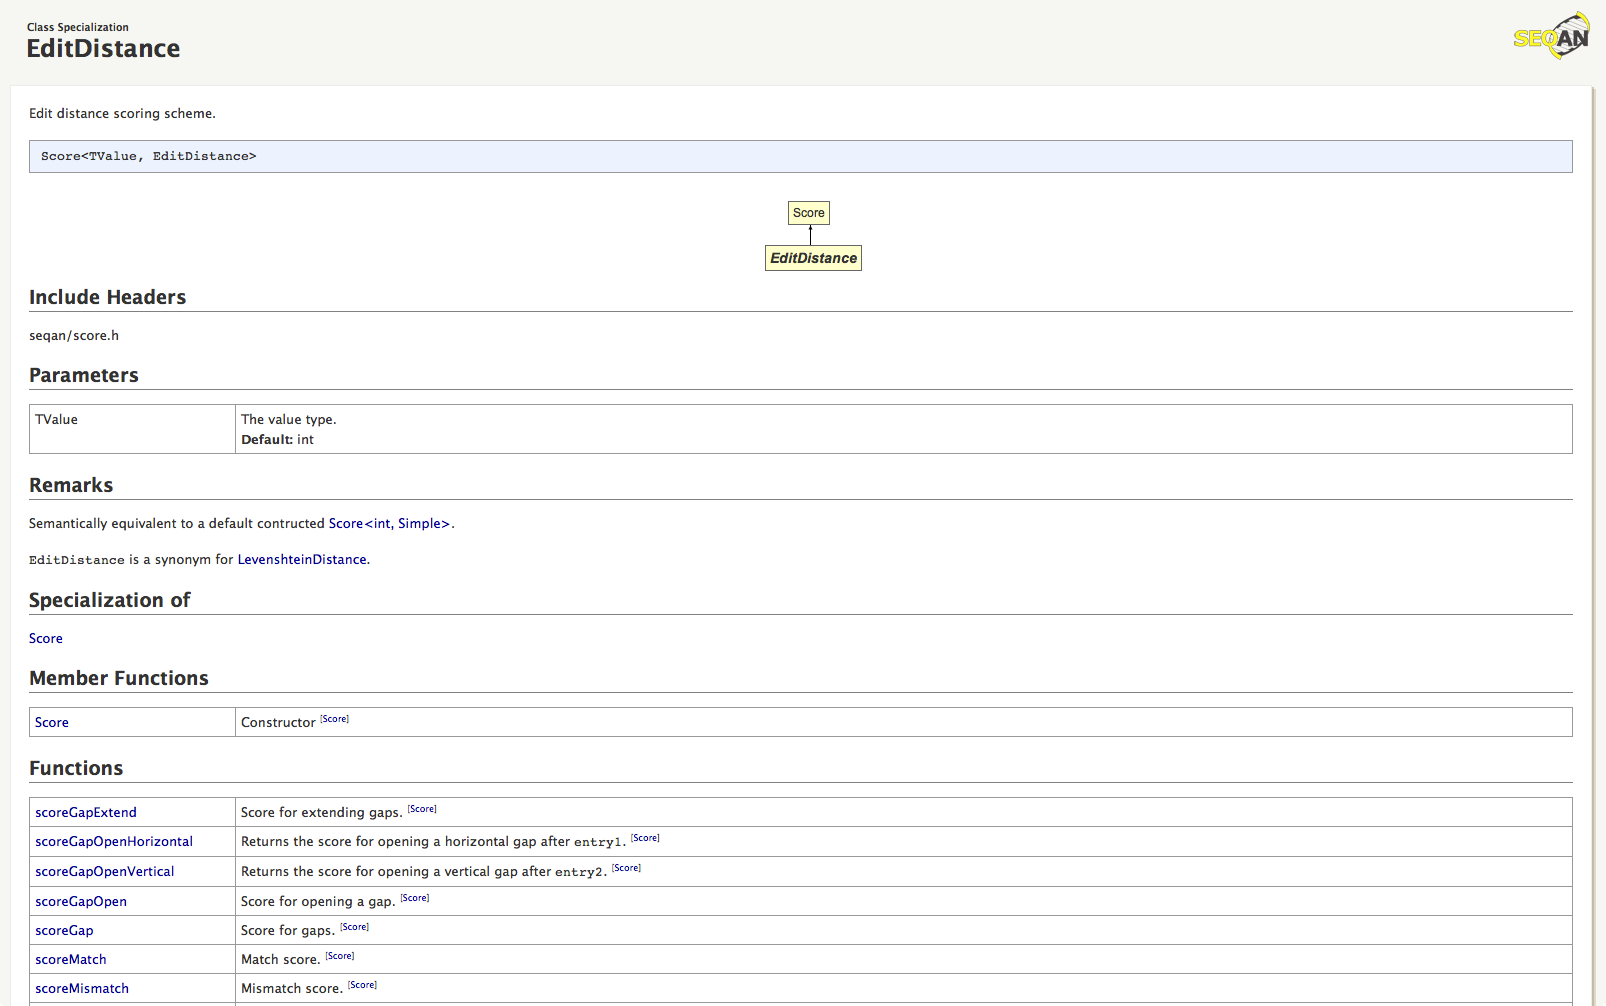 Class Specialization
EditDistance
SEQAN
Edit distance scoring scheme.
Score<TValue, EditDistance>
Score
EditDistance
Include Headers
seqan/score.h
Parameters
TValue The value type.
Default: int
Remarks
Semantically equivalent to a default contructed Score<int, Simple>.
EditDistance is a synonym for LevenshteinDistance.
Specialization of
Score
Member Functions
Score Constructor [Score]
Functions
scoreGapExtend Score for extending gaps. [Score]
scoreGapOpenHorizontal Returns the score for opening a horizontal gap after entry1. [Score]
scoreGapOpenVertical Returns the score for opening a vertical gap after entry2. [Score]
scoreGapOpen Score for opening a gap. [Score]
scoreGap Score for gaps. [Score]
scoreMatch Match score. [Score]
scoreMismatch Mismatch score. [Score]